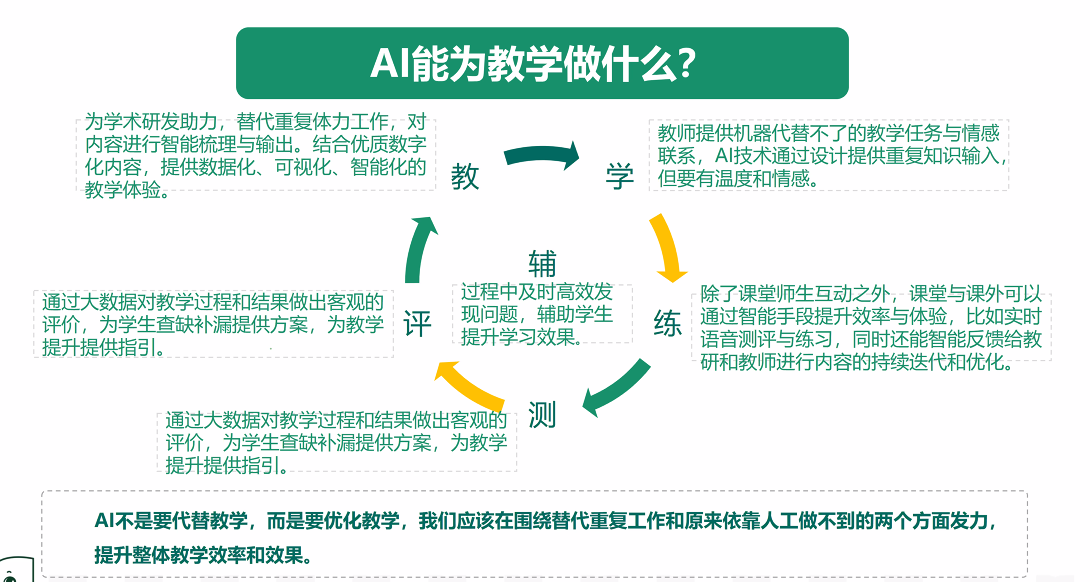 AI能为教学做什么？
为学术研发助力，替代重复体力工作，对
内容进行智能梳理与输出。结合优质数字
化内容，提供数据化、可视化、智能化的
教学体验。
教
学
教师提供机器代替不了的教学任务与情感
联系，AI技术通过设计提供重复知识输入，
但要有温度和情感。
辅
过程中及时高效发
现问题，辅助学生
提升学习效果。
通过大数据对教学过程和结果做出客观的
评价，为学生查缺补漏提供方案，为教学
提升提供指引。
评
练
除了课堂师生互动之外，课堂与课外可以
通过智能手段提升效率与体验，比如实时
语音测评与练习，同时还能智能反馈给教
研和教师进行内容的持续迭代和优化。
测
通过大数据对教学过程和结果做出客观的
评价，为学生查缺补漏提供方案，为教学
提升提供指引。
AI不是要代替教学，而是要优化教学，我们应该在围绕替代重复工作和原来依靠人工做不到的两个方面发力，
提升整体教学效率和效果。